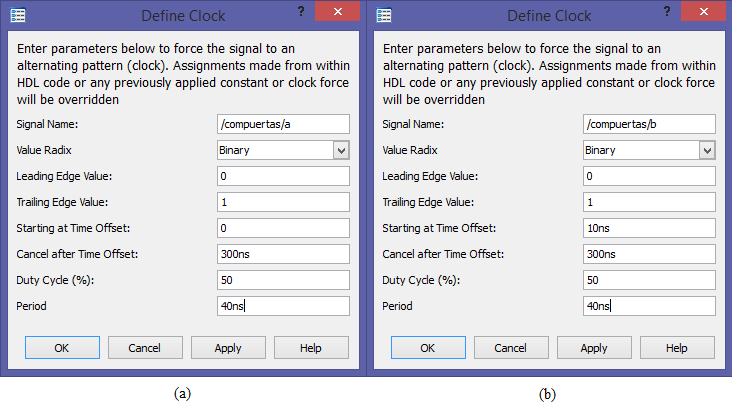 Define Clock
?
Enter parameters below to force the signal to an
alternating pattern (clock). Assignments made from within
HDL code or any previously applied constant or clock force
will be overridden
Signal Name: /compuertas/a
Value Radix Binary
Leading Edge Value: 0
Trailing Edge Value: 1
Starting at Time Offset: 0
Cancel after Time Offset: 300ns
Duty Cycle (%): 50
Period 40ns
OK Cancel Apply Help
(a)
Define Clock
?
Enter parameters below to force the signal to an
alternating pattern (clock). Assignments made from within
HDL code or any previously applied constant or clock force
will be overridden
Signal Name: /compuertas/b
Value Radix Binary
Leading Edge Value: 0
Trailing Edge Value: 1
Starting at Time Offset: 10ns
Cancel after Time Offset: 300ns
Duty Cycle (%): 50
Period 40ns
OK Cancel Apply Help
(b)